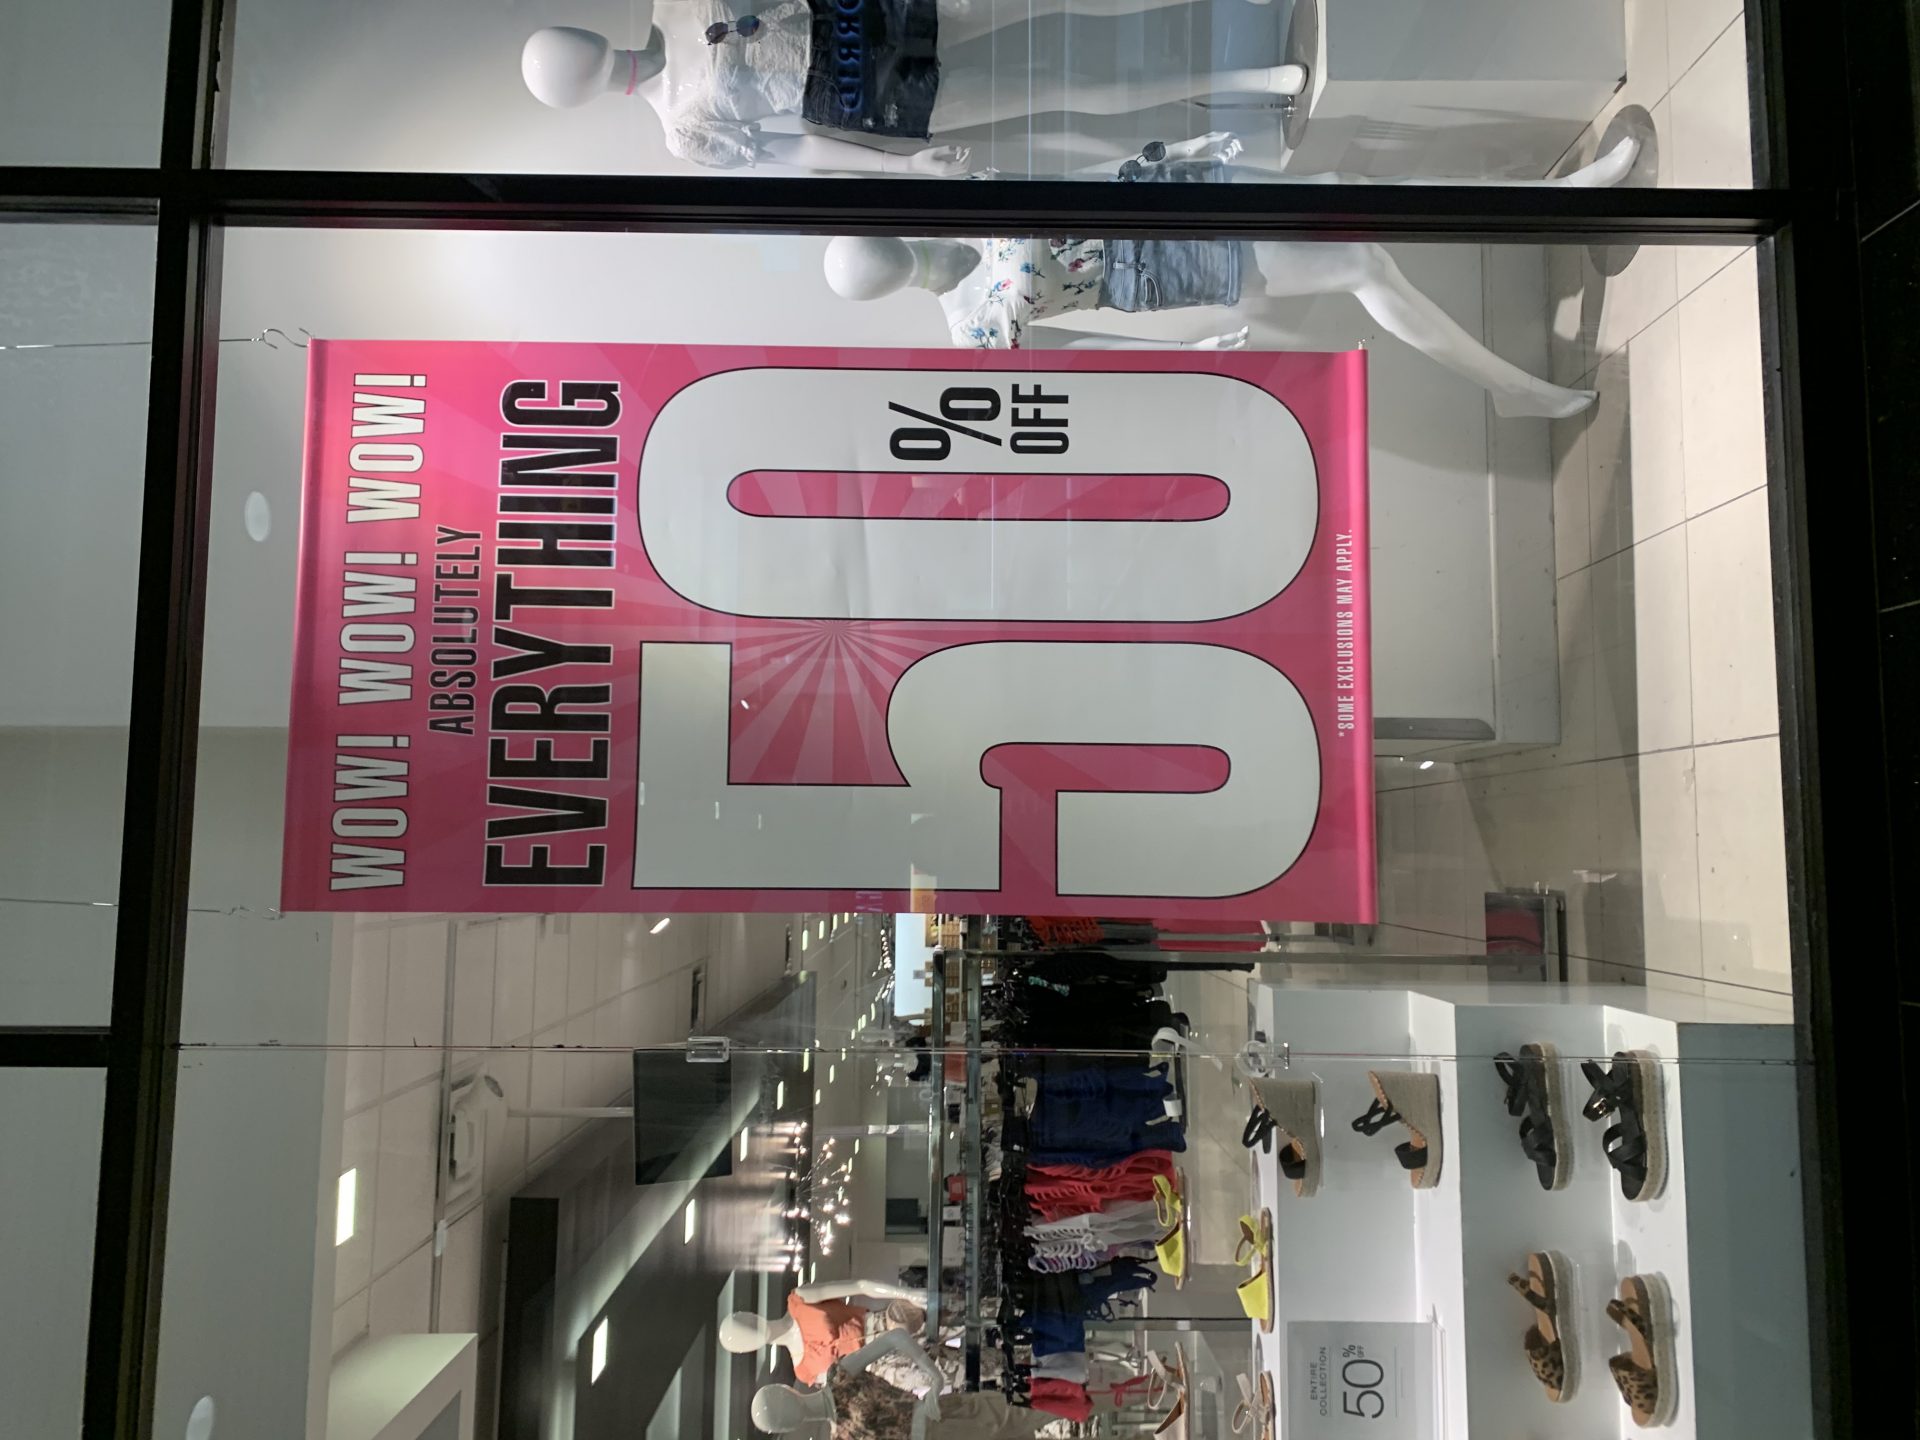 WOW! WOW! WOW!
ABSOLUTELY
EVERYTHING
50%
OFF
*SOME EXCLUSIONS MAY APPLY.
ENTIRE
COLLECTION
50%
OFF